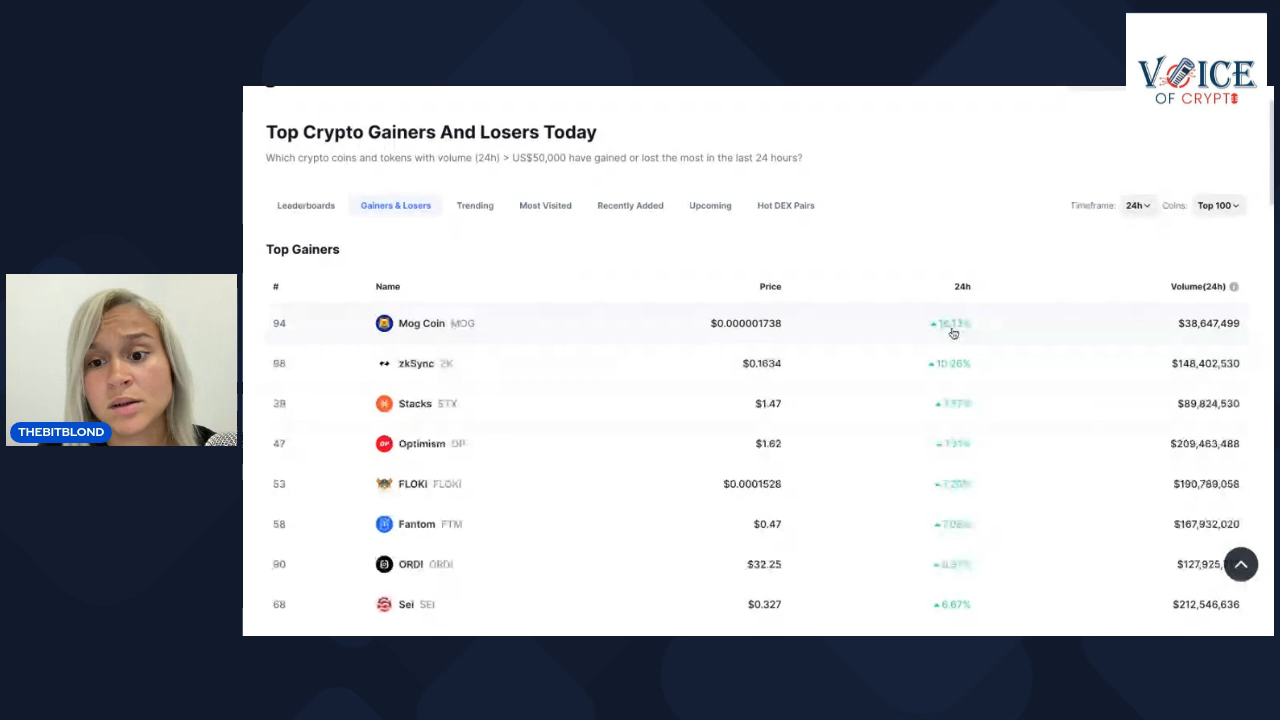 VOICE
OF CRYPTO
Top Crypto Gainers And Losers Today
Which crypto coins and tokens with volume (24h) > US$50,000 have gained or lost the most in the last 24 hours?
Leaderboards Gainers & Losers Trending Most Visited Recently Added Upcoming Hot DEX Pairs Timeframe: 24h Coins: Top 100
Top Gainers
# Name Price 24h Volume(24h)
94 Mog Coin MOG $0.000001738 $38,647,499
98 zkSync ZK $0.1634 10.26% $148,402,530
Stacks STX $1.47 $89,824,530
47 Optimism OP $1.62 $209,463,488
53 FLOKI FLOKI $0.0001528 $190,789,058
58 Fantom FTM $0.47 $167,932,020
90 ORDI ORDI $32.25 $127,925,
68 Sei SEI $0.327 6.67% $212,546,636
THEBITBLOND